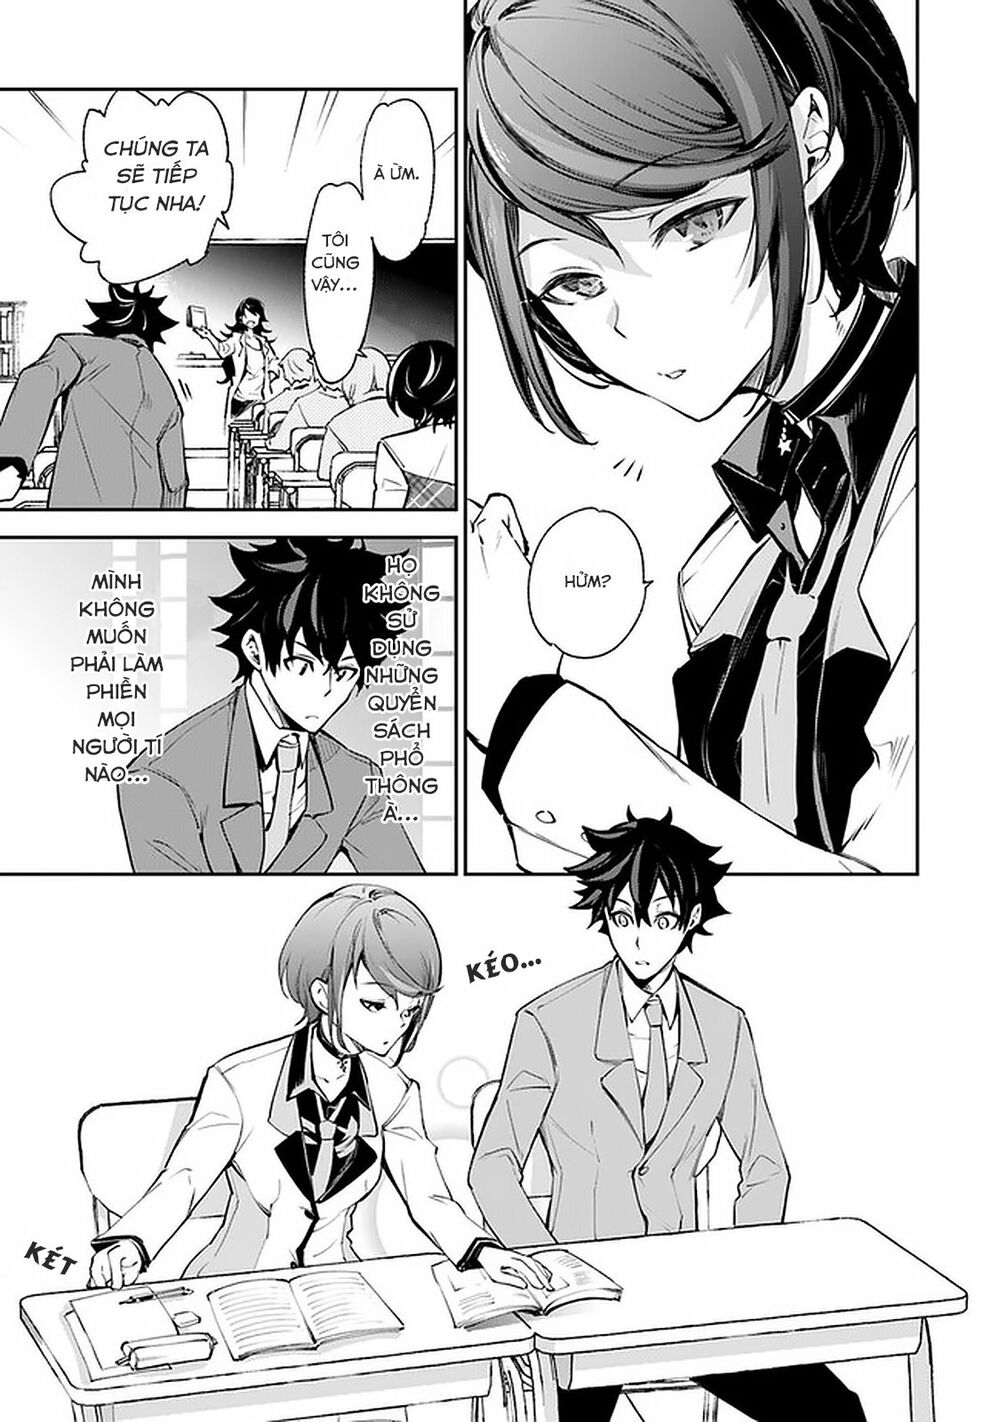 HỬM?
À ỪM.
TÔI
CŨNG
VẬY...
CHÚNG TA
SẼ TIẾP
TỤC NHA!
HỌ
KHÔNG
SỬ
DỤNG
NHỮNG
QUYỂN
SÁCH
PHỔ
THÔNG
À...
MÌNH
KHÔNG
MUỐN
PHẢI LÀM
PHIỀN
MỌI
NGƯỜI TÍ
NÀO...
KÉO...
KÉT